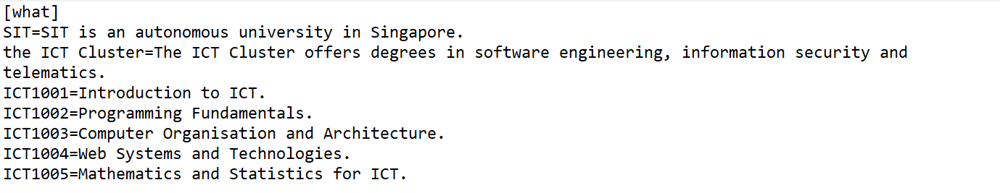 [what]
SIT=SIT is an autonomous university in Singapore.
the ICT Cluster=The ICT Cluster offers degrees in software engineering, information security and
telematics.
ICT1001=Introduction to ICT.
ICT1002=Programming Fundamentals.
ICT1003=Computer Organisation and Architecture.
ICT1004=Web Systems and Technologies.
ICT1005=Mathematics and Statistics for ICT.